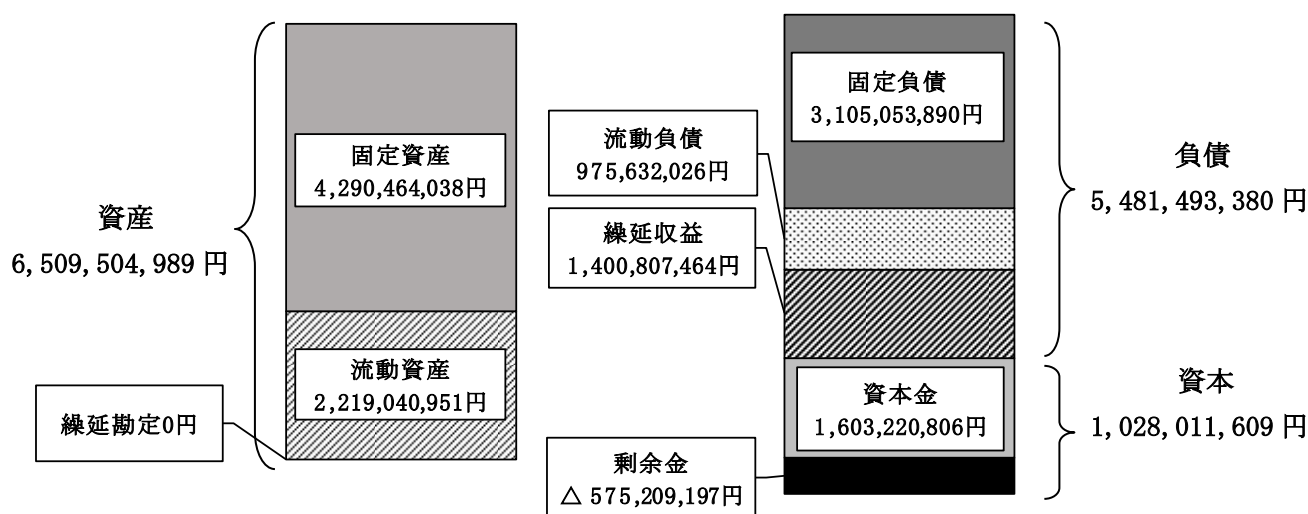 資産
6,509,504,989 円
固定資産
4,290,464,038円
流動資産
2,219,040,951円
繰延勘定0円
固定負債
3,105,053,890円
流動負債
975,632,026円
繰延収益
1,400,807,464円
負債
5,481,493,380 円
資本金
1,603,220,806円
剰余金
△ 575,209,197円
資本
1,028,011,609 円